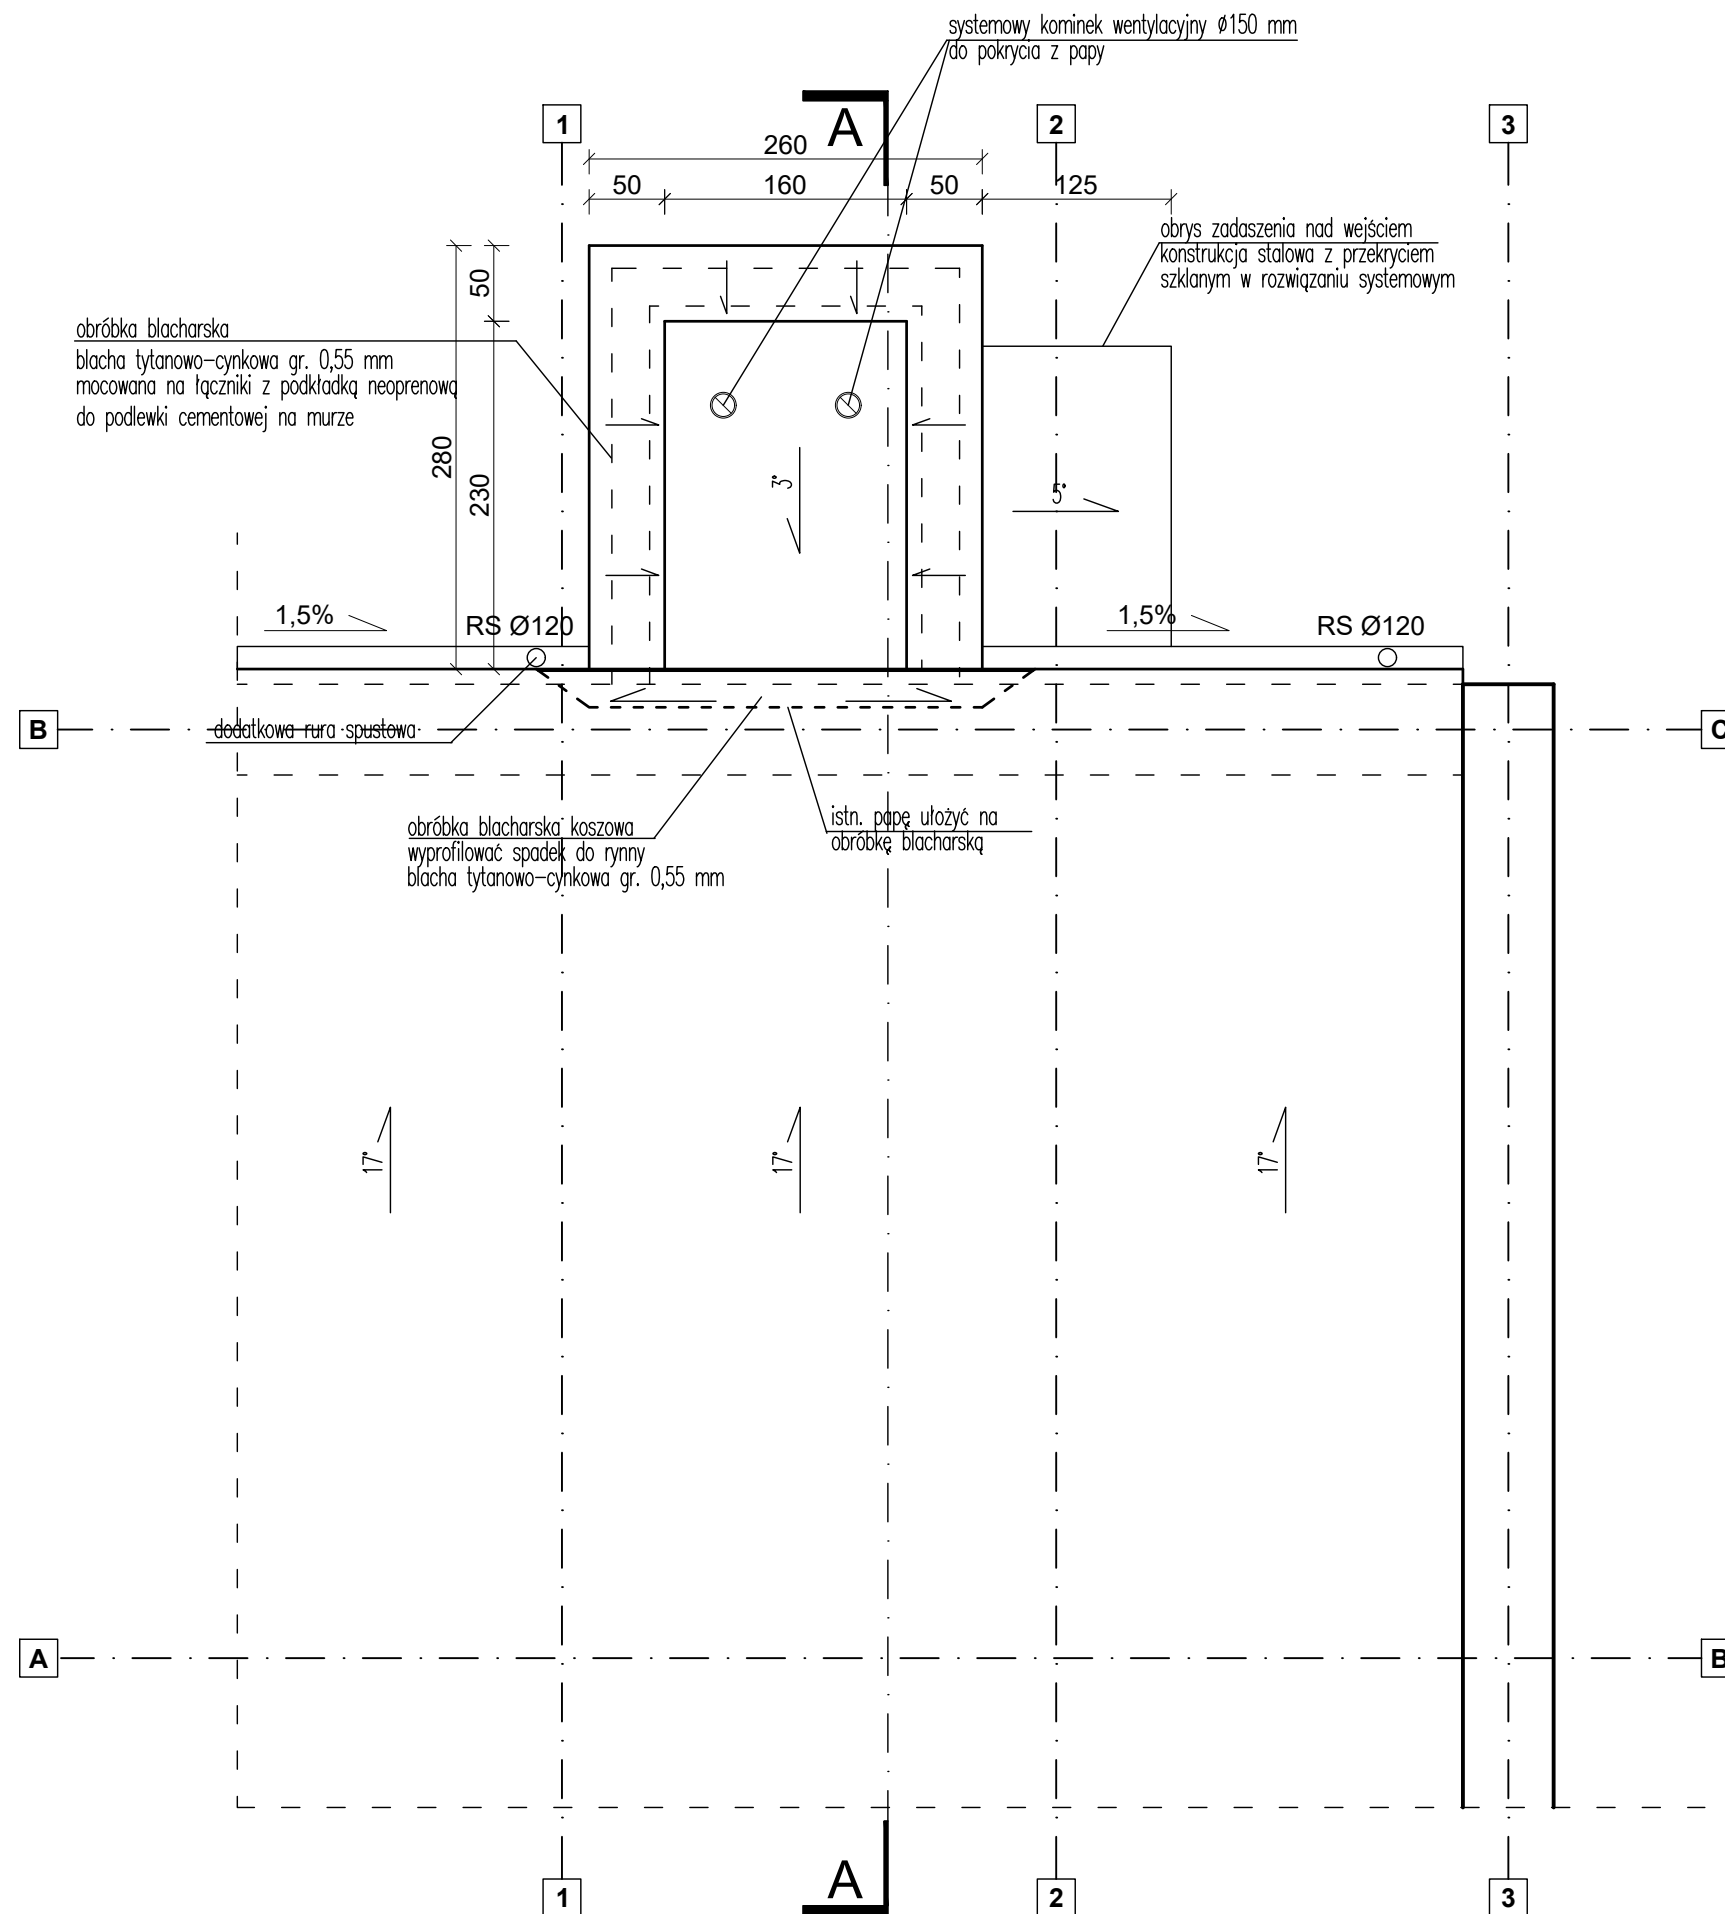 systemowy kominek wentylacyjny Ø150 mm
do pokrycia z papy
1
A
2
3
260
50
160
50
125
obrys zadaszenia nad wejściem
konstrukcja stalowa z przekryciem
szklanym w rozwiązaniu systemowym
50
280
230
obróbka blacharska
blacha tytanowo-cynkowa gr. 0,55 mm
mocowana na łączniki z podkładką neoprenową
do podlewki cementowej na murze
3°
5°
1,5%
RS Ø120
1,5%
RS Ø120
B
dodatkowa rura spustowa
C
obróbka blacharska koszowa
wyprofilować spadek do rynny
blacha tytanowo-cynkowa gr. 0,55 mm
istn. papę ułożyć na
obróbkę blacharską
17°
17°
17°
A
B
1
A
2
3